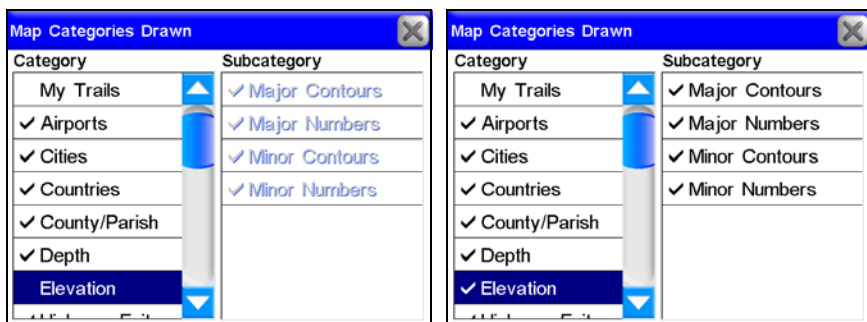 Map Categories Drawn
Category Subcategory
My Trails
Airports
Cities
Countries
County/Parish
Depth
Elevation
Major Contours
Major Numbers
Minor Contours
Minor Numbers
Map Categories Drawn
Category Subcategory
My Trails
Airports
Cities
Countries
County/Parish
Depth
Elevation
Major Contours
Major Numbers
Minor Contours
Minor Numbers